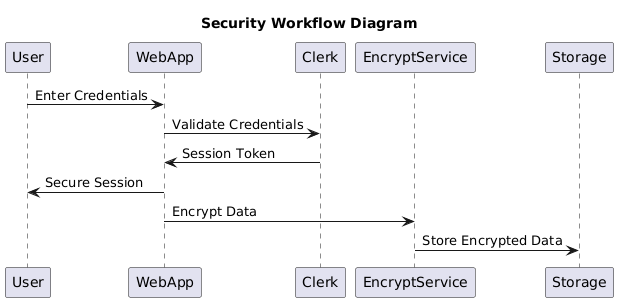 Security Workflow Diagram
User WebApp Clerk EncryptService Storage
Enter Credentials
Validate Credentials
Session Token
Secure Session
Encrypt Data
Store Encrypted Data
User WebApp Clerk EncryptService Storage